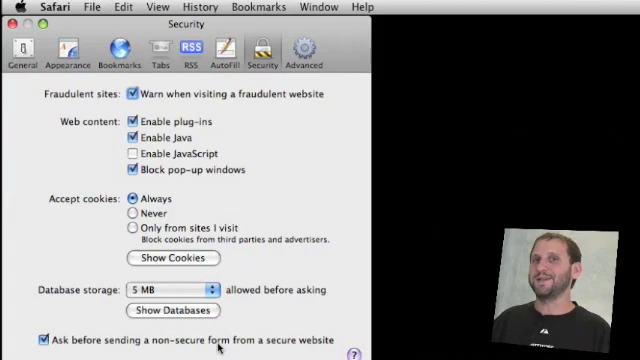 Safari File Edit View History Bookmarks Window Help
Security
General Appearance Bookmarks Tabs RSS AutoFill Security Advanced
RSS
Fraudulent sites: Warn when visiting a fraudulent website
Web content: Enable plug-ins
Enable Java
Enable JavaScript
Block pop-up windows
Accept cookies: Always
Never
Only from sites I visit
Block cookies from third parties and advertisers.
Show Cookies
Database storage: 5 MB allowed before asking
Show Databases
Ask before sending a non-secure form from a secure website
?